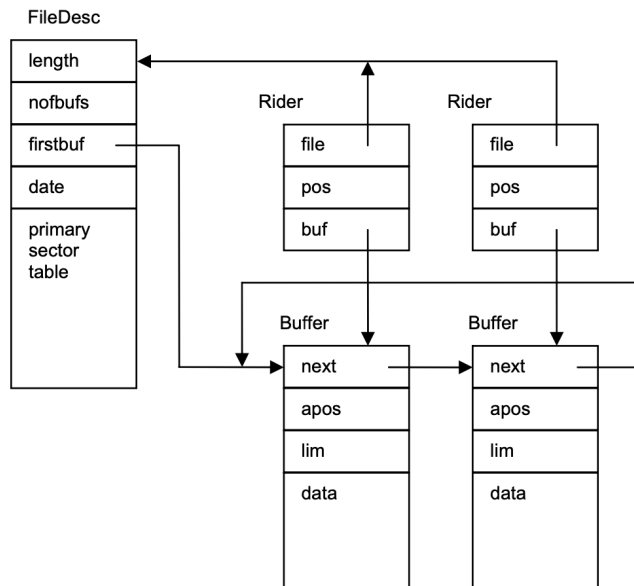 FileDesc
length
nofbufs
firstbuf
date
primary
sector
table
Rider
file
pos
buf
Rider
file
pos
buf
Buffer
next
apos
lim
data
Buffer
next
apos
lim
data